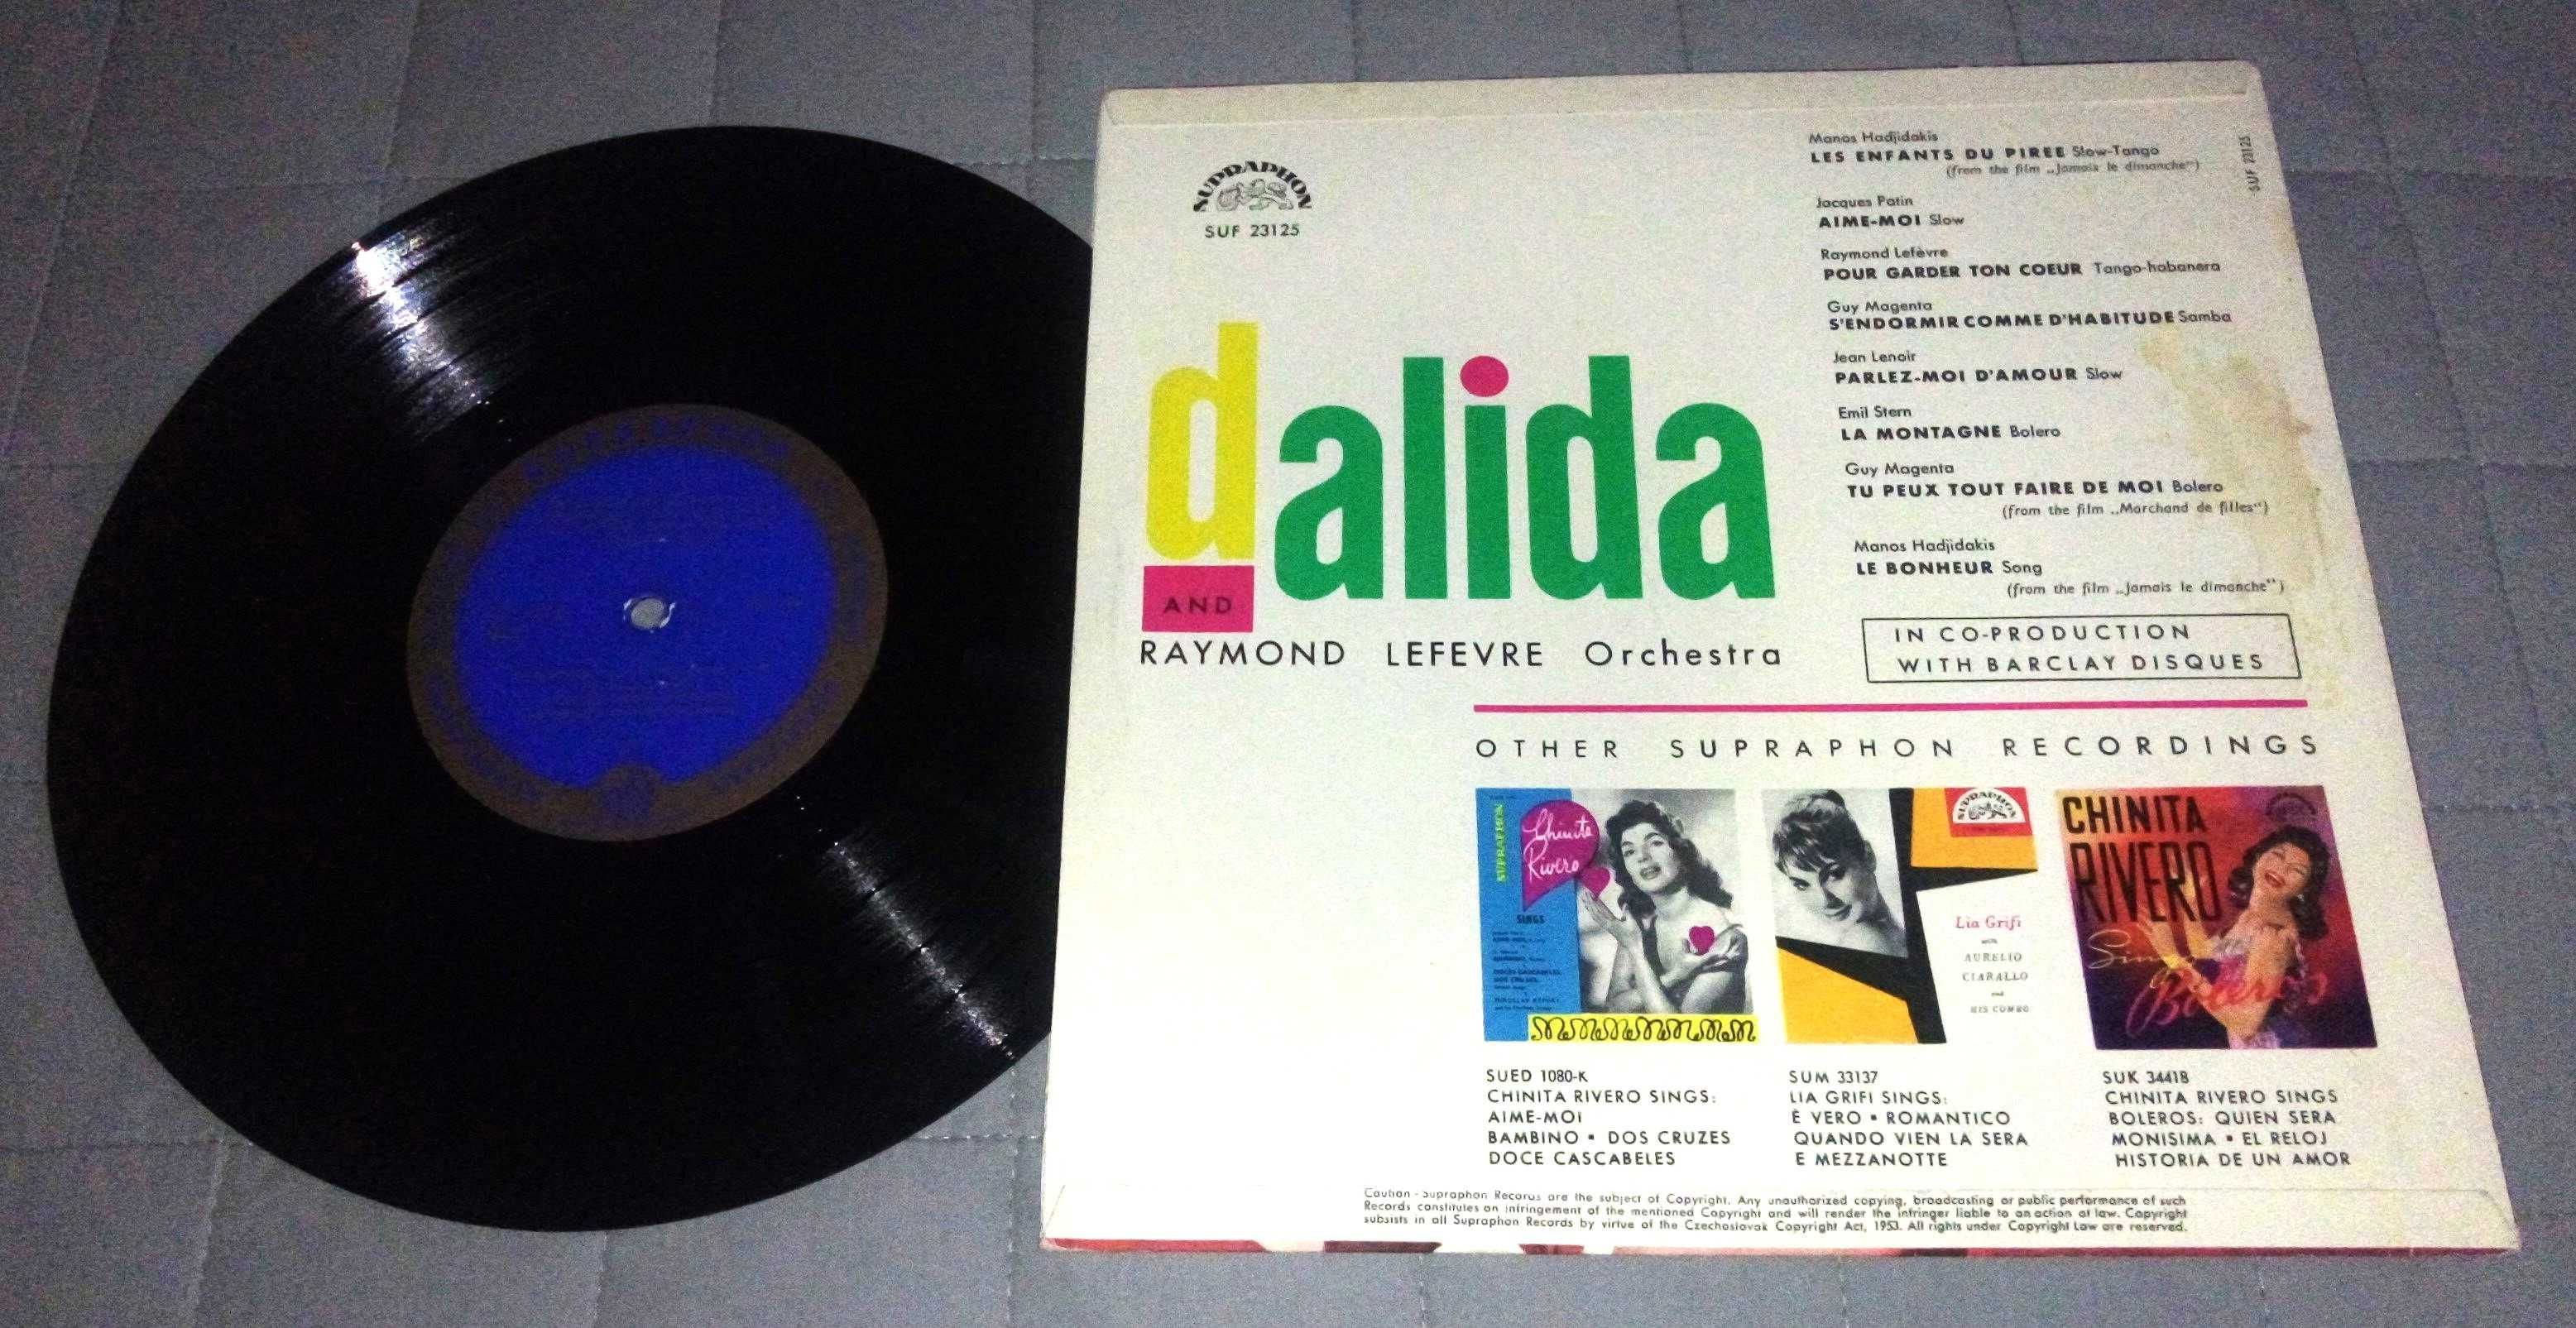 SUPRAPHON
SUF 23125
dalida
AND
RAYMOND LEFEVRE Orchestra
Manos Hadjidakis
LES ENFANTS DU PIREE Slow-Tango
(from the film „Jamais le dimanche")
SUF 23125
Jacques Patin
AIME-MOI Slow
Raymond Lefèvre
POUR GARDER TON COEUR Tango-habanera
Guy Magenta
S'ENDORMIR COMME D'HABITUDE Samba
Jean Lenoir
PARLEZ-MOI D'AMOUR Slow
Emil Stern
LA MONTAGNE Bolero
Guy Magenta
TU PEUX TOUT FAIRE DE MOI Bolero
(from the film „Marchand de filles")
Manos Hadjidakis
LE BONHEUR Song
(from the film „Jamais le dimanche")
IN CO-PRODUCTION
WITH BARCLAY DISQUES
OTHER SUPRAPHON RECORDINGS
SUPRAPHON
Chinita
Rivero
SINGS
SUPRAPHON
Lia Grifi
with
AURELIO
CIARALLO
and
HIS COMBO
CHINITA
RIVERO
Sings
Boleros
SUED 1080-K
CHINITA RIVERO SINGS:
AIME-MOI
BAMBINO ▪ DOS CRUZES
DOCE CASCABELES
SUM 33137
LIA GRIFI SINGS:
È VERO ▪ ROMANTICO
QUANDO VIEN LA SERA
E MEZZANOTTE
SUK 34418
CHINITA RIVERO SINGS
BOLEROS: QUIEN SERA
MONISIMA ▪ EL RELOJ
HISTORIA DE UN AMOR
Caution - Supraphon Records are the subject of Copyright. Any unauthorized copying, broadcasting or public performance of such
Records constitutes an infringement of the mentioned Copyright and will render the infringer liable to an action at law. Copyright
subsists in all Supraphon Records by virtue of the Czechoslovak Copyright Act, 1953. All rights under Copyright Law are reserved.